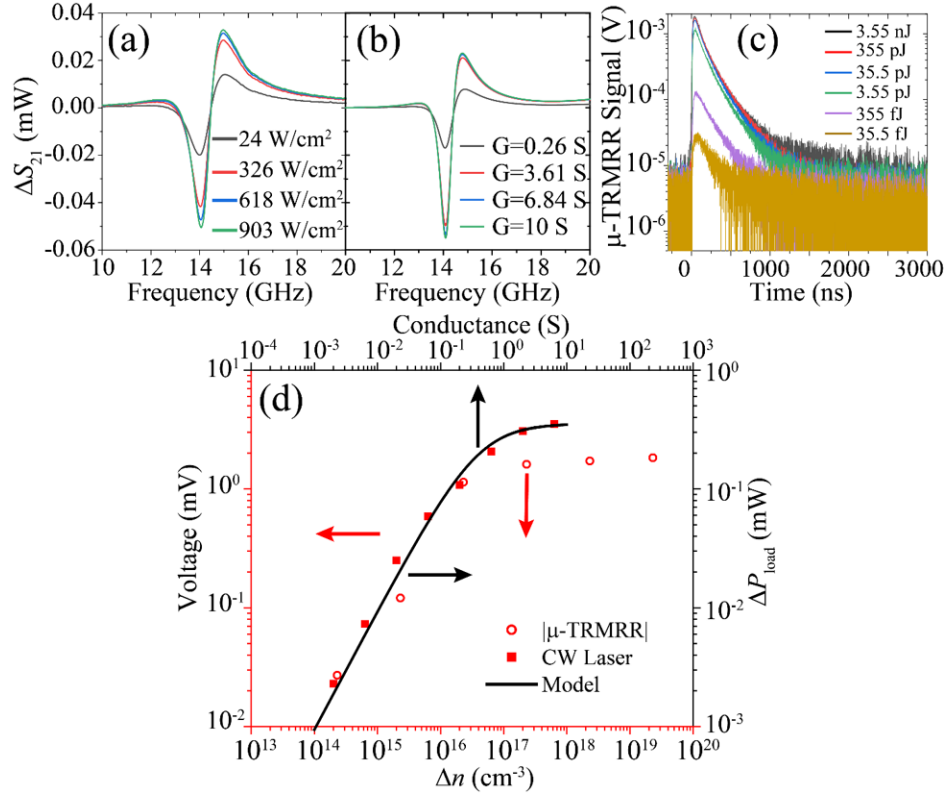 (a)
ΔS₂₁ (mW)
0.04
0.02
0.00
-0.02
-0.04
-0.06
24 W/cm²
326 W/cm²
618 W/cm²
903 W/cm²
10 12 14 16 18 20
Frequency (GHz)
(b)
G=0.26 S
G=3.61 S
G=6.84 S
G=10 S
12 14 16 18 20
Frequency (GHz)
(c)
μ-TRMRR Signal (V)
10⁻³
10⁻⁴
10⁻⁵
10⁻⁶
3.55 nJ
355 pJ
35.5 pJ
3.55 pJ
355 fJ
35.5 fJ
0 1000 2000 3000
Time (ns)
Conductance (S)
10⁻⁴ 10⁻³ 10⁻² 10⁻¹ 10⁰ 10¹ 10² 10³
(d)
Voltage (mV)
10¹
10⁰
10⁻¹
10⁻²
ΔP_load (mW)
10⁰
10⁻¹
10⁻²
10⁻³
|μ-TRMRR|
CW Laser
Model
10¹³ 10¹⁴ 10¹⁵ 10¹⁶ 10¹⁷ 10¹⁸ 10¹⁹ 10²⁰
Δn (cm⁻³)